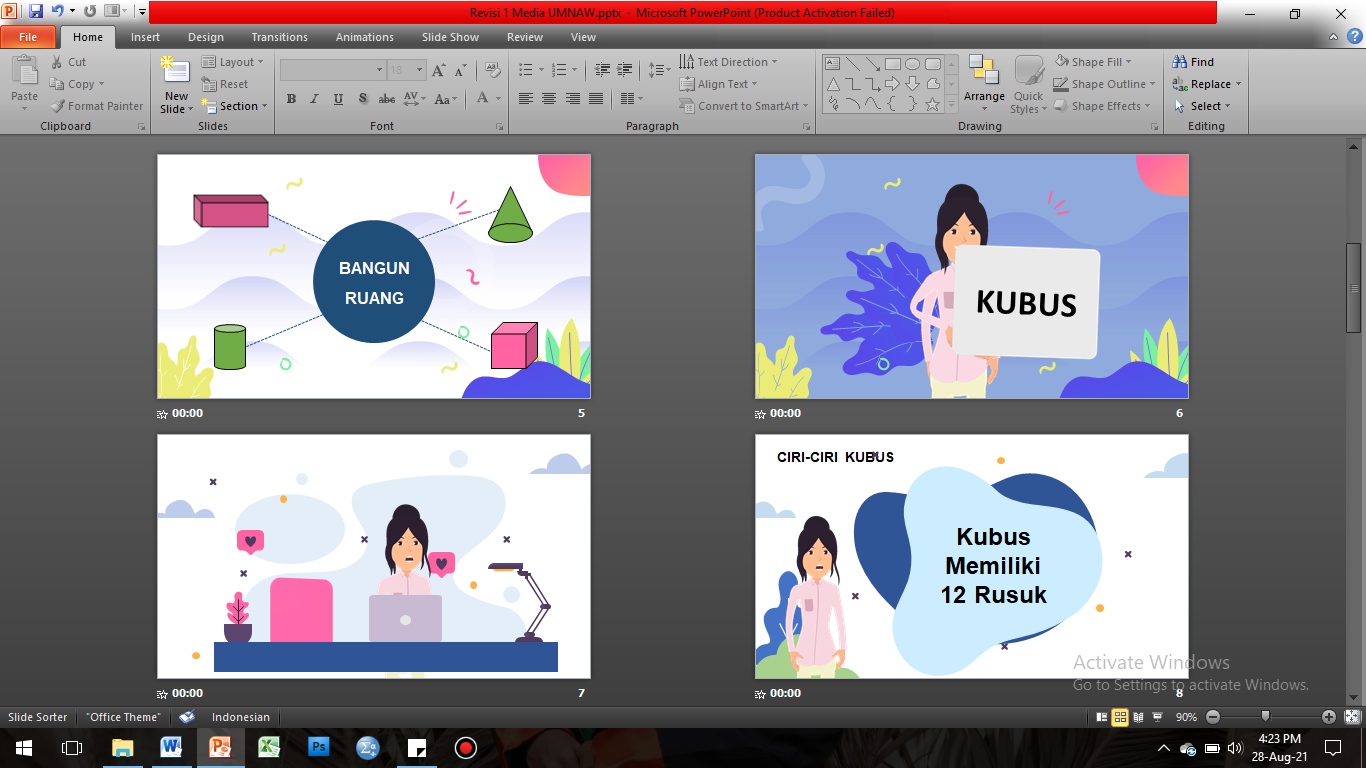 Revisi 1 Media UMNAW.pptx - Microsoft PowerPoint (Product Activation Failed)
File Home Insert Design Transitions Animations Slide Show Review View
Paste
Cut
Copy
Format Painter
Clipboard
New
Slide
Layout
Reset
Section
Slides
18
B I U S abc AV Aa A
Font
Paragraph
Text Direction
Align Text
Convert to SmartArt
Arrange
Quick
Styles
Shape Fill
Shape Outline
Shape Effects
Drawing
Find
Replace
Select
Editing
BANGUN
RUANG
00:00 5
KUBUS
00:00 6
00:00 7
CIRI-CIRI KUBUS
Kubus
Memiliki
12 Rusuk
00:00 8
Activate Windows
Go to Settings to activate Windows.
Slide Sorter "Office Theme" Indonesian 90%
4:23 PM
28-Aug-21